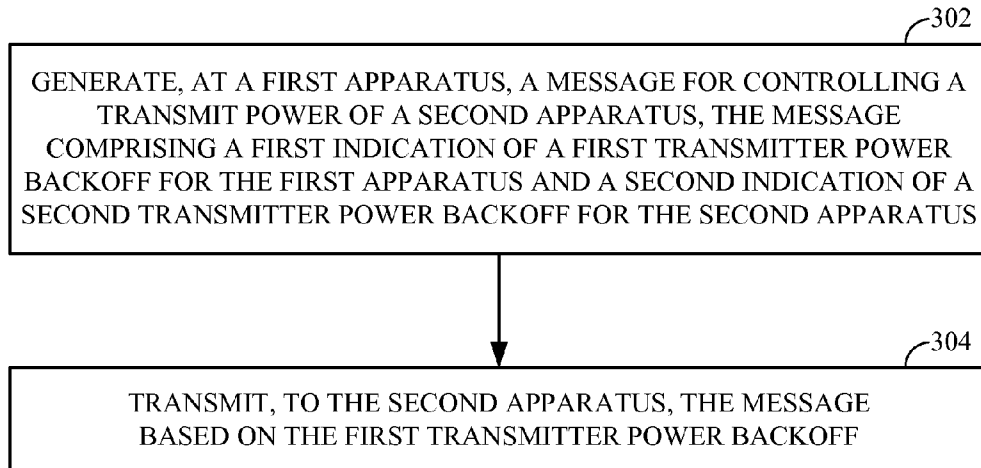 302
GENERATE, AT A FIRST APPARATUS, A MESSAGE FOR CONTROLLING A
TRANSMIT POWER OF A SECOND APPARATUS, THE MESSAGE
COMPRISING A FIRST INDICATION OF A FIRST TRANSMITTER POWER
BACKOFF FOR THE FIRST APPARATUS AND A SECOND INDICATION OF A
SECOND TRANSMITTER POWER BACKOFF FOR THE SECOND APPARATUS
304
TRANSMIT, TO THE SECOND APPARATUS, THE MESSAGE
BASED ON THE FIRST TRANSMITTER POWER BACKOFF